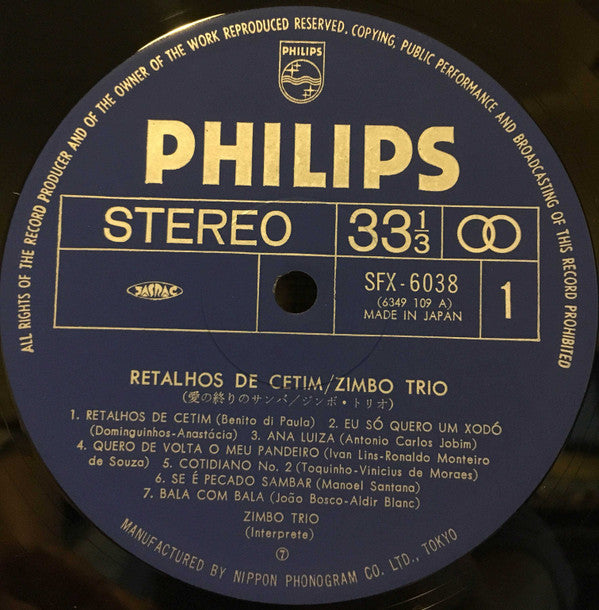 ALL RIGHTS OF THE RECORD PRODUCER AND OF THE OWNER OF THE WORK REPRODUCED RESERVED. COPYING, PUBLIC PERFORMANCE AND BROADCASTING OF THIS RECORD PROHIBITED
PHILIPS
PHILIPS
STEREO 33 1/3
JASRAC SFX-6038 1
(6349 109 A)
MADE IN JAPAN
RETALHOS DE CETIM/ZIMBO TRIO
(愛の終りのサンバ/ジンボ・トリオ)
1. RETALHOS DE CETIM (Benito di Paula) 2. EU SÓ QUERO UM XODÓ
(Dominguinhos-Anastácia) 3. ANA LUIZA (Antonio Carlos Jobim)
4. QUERO DE VOLTA O MEU PANDEIRO (Ivan Lins-Ronaldo Monteiro
de Souza) 5. COTIDIANO No. 2 (Toquinho-Vinicius de Moraes)
6. SE É PECADO SAMBAR (Manoel Santana)
7. BALA COM BALA (João Bosco-Aldir Blanc)
ZIMBO TRIO
(Interprete)
⑦
MANUFACTURED BY NIPPON PHONOGRAM CO. LTD., TOKYO